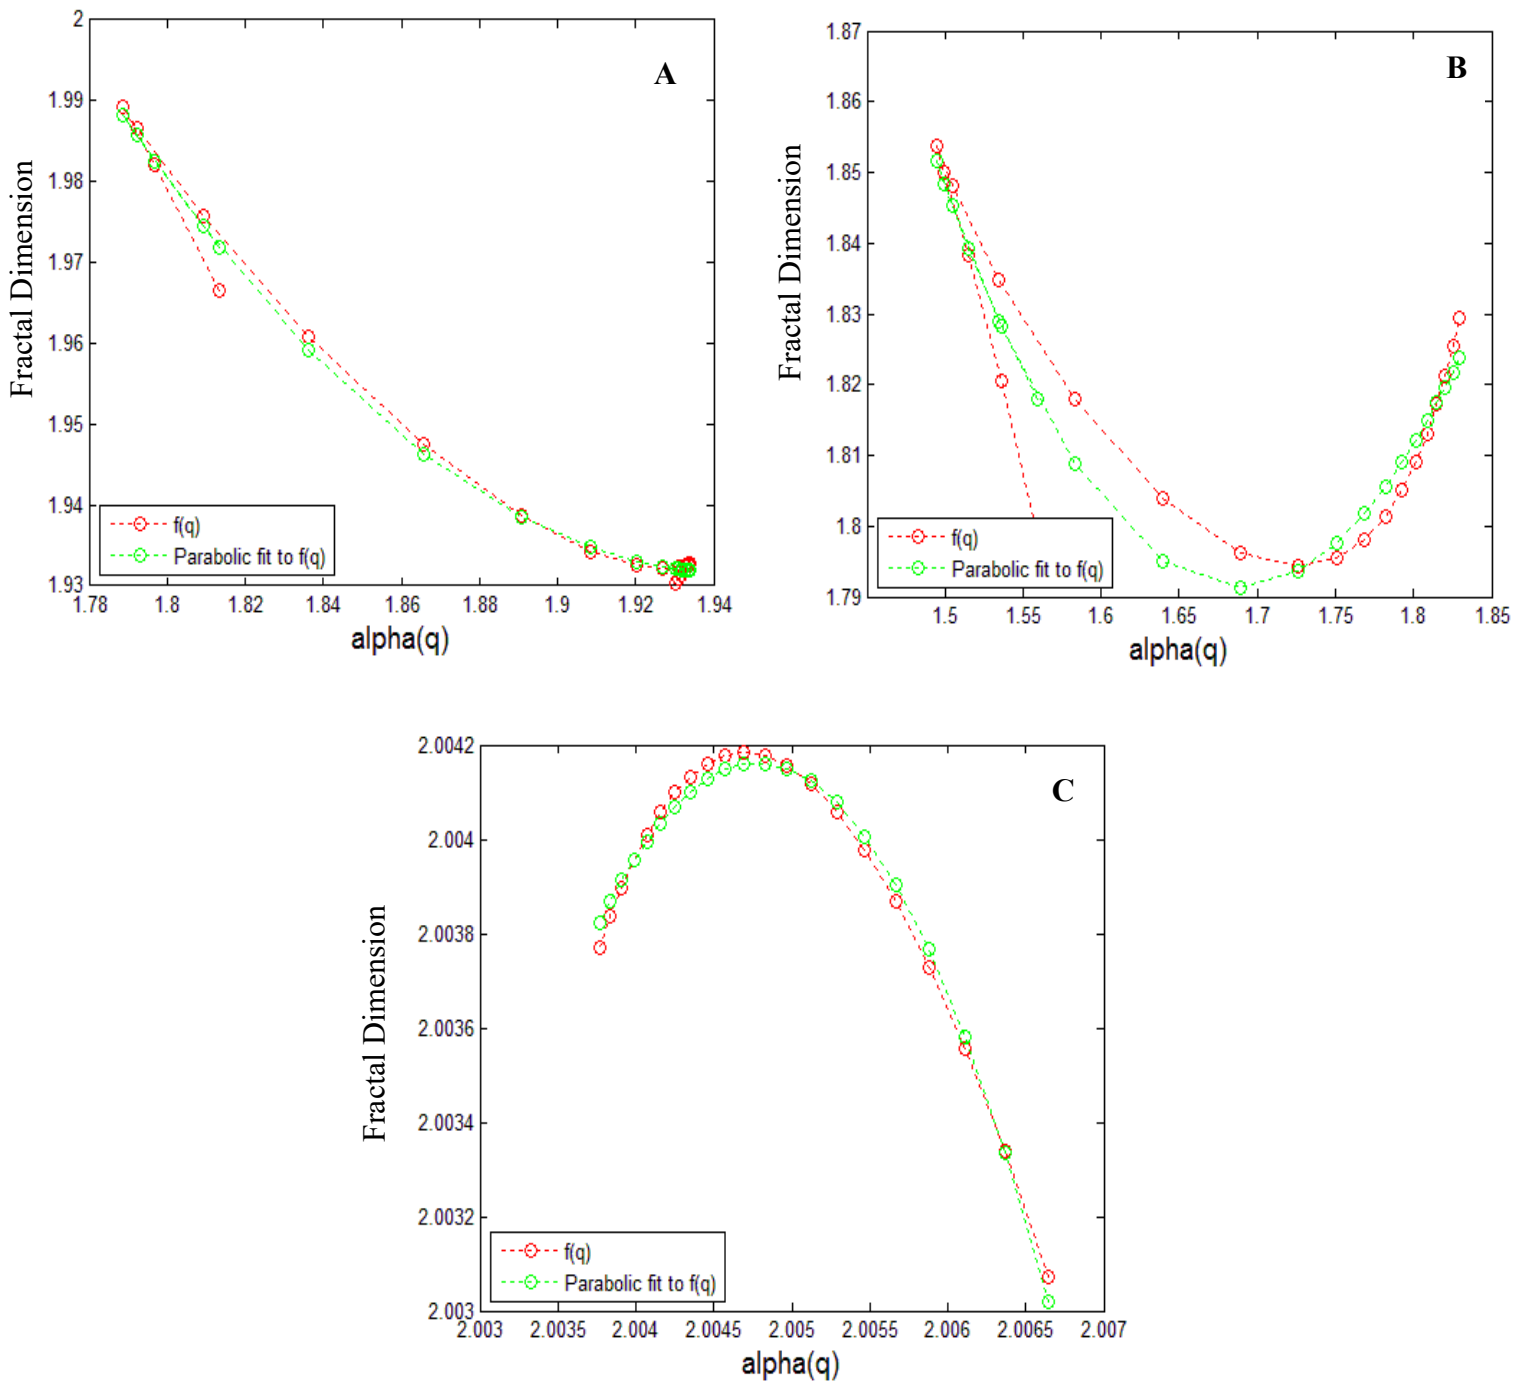 A
Fractal Dimension
2
1.99
1.98
1.97
1.96
1.95
1.94
1.93
f(q)
Parabolic fit to f(q)
1.78 1.8 1.82 1.84 1.86 1.88 1.9 1.92 1.94
alpha(q)
B
Fractal Dimension
1.87
1.86
1.85
1.84
1.83
1.82
1.81
1.8
1.79
f(q)
Parabolic fit to f(q)
1.5 1.55 1.6 1.65 1.7 1.75 1.8 1.85
alpha(q)
C
Fractal Dimension
2.0042
2.004
2.0038
2.0036
2.0034
2.0032
2.003
f(q)
Parabolic fit to f(q)
2.003 2.0035 2.004 2.0045 2.005 2.0055 2.006 2.0065 2.007
alpha(q)